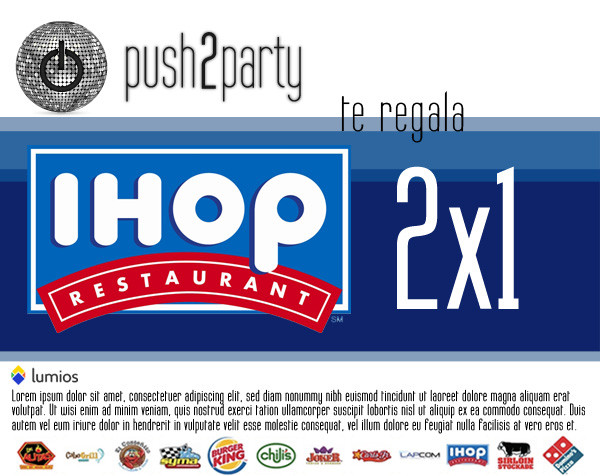 push2party
te regala
IHOP
RESTAURANT
SM
2x1
lumios
Lorem ipsum dolor sit amet, consectetuer adipiscing elit, sed diam nonummy nibh euismod tincidunt ut laoreet dolore magna aliquam erat
volutpat. Ut wisi enim ad minim veniam, quis nostrud exerci tation ullamcorper suscipit lobortis nisl ut aliquip ex ea commodo consequat. Duis
autem vel eum iriure dolor in hendrerit in vulputate velit esse molestie consequat, vel illum dolore eu feugiat nulla facilisis at vero eros et.
BURGER KING
chili's
JOKER
Carl's Jr.
LAPCOM
IHOP
RESTAURANT
SIRLOIN
STOCKADE
Domino's
Pizza